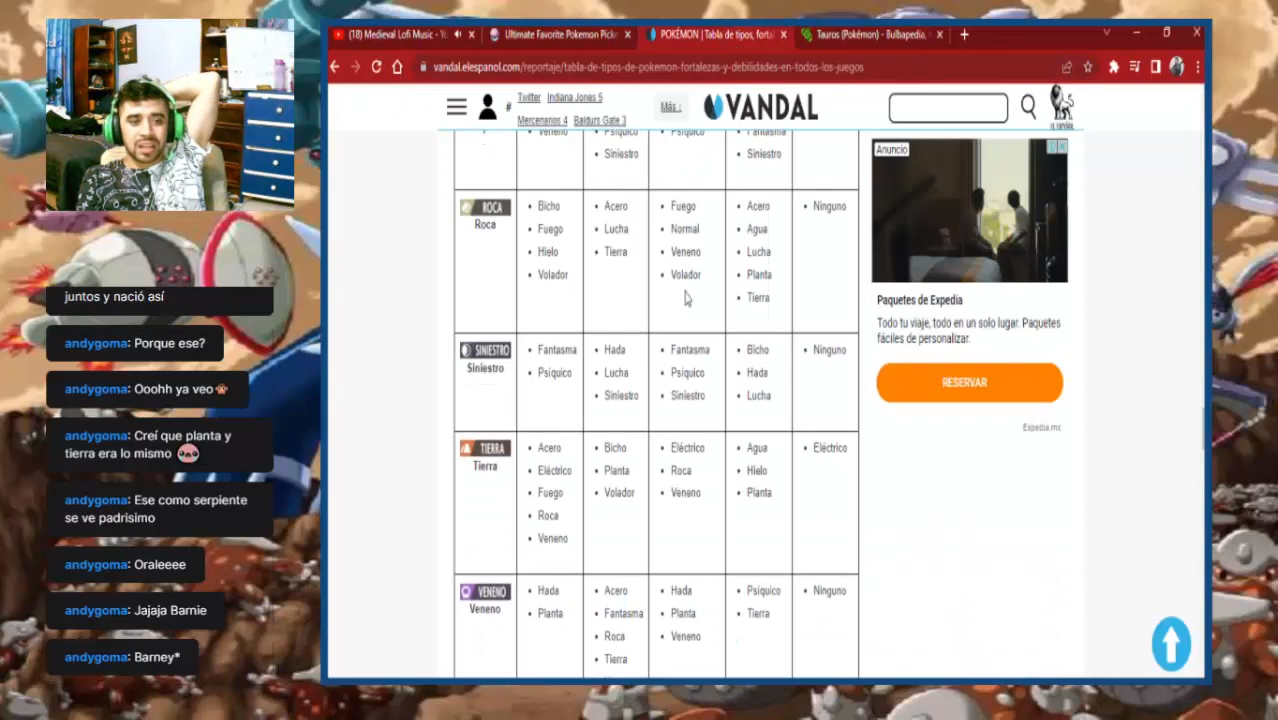 (18) Medieval Lofi Music - Yo
Ultimate Favorite Pokemon Picke
POKÉMON | Tabla de tipos, fortal
Tauros (Pokémon) - Bulbapedia,
vandal.elespanol.com/reportaje/tabla-de-tipos-de-pokemon-fortalezas-y-debilidades-en-todos-los-juegos
# Twitter Indiana Jones 5
Mercenarios 4 Baldurs Gate 3
Más ↓
VANDAL
EL ESPAÑOL
Veneno
Psíquico
Siniestro
Psíquico
Fantasma
Siniestro
ROCA
Roca
• Bicho
• Fuego
• Hielo
• Volador
• Acero
• Lucha
• Tierra
• Fuego
• Normal
• Veneno
• Volador
• Acero
• Agua
• Lucha
• Planta
• Tierra
• Ninguno
SINIESTRO
Siniestro
• Fantasma
• Psíquico
• Hada
• Lucha
• Siniestro
• Fantasma
• Psíquico
• Siniestro
• Bicho
• Hada
• Lucha
• Ninguno
TIERRA
Tierra
• Acero
• Eléctrico
• Fuego
• Roca
• Veneno
• Bicho
• Planta
• Volador
• Eléctrico
• Roca
• Veneno
• Agua
• Hielo
• Planta
• Eléctrico
VENENO
Veneno
• Hada
• Planta
• Acero
• Fantasma
• Roca
• Tierra
• Hada
• Planta
• Veneno
• Psíquico
• Tierra
• Ninguno
Anuncio
Paquetes de Expedia
Todo tu viaje, todo en un solo lugar. Paquetes
fáciles de personalizar.
RESERVAR
Expedia.mx
juntos y nació así
andygoma: Porque ese?
andygoma: Ooohh ya veo🙊
andygoma: Creí que planta y
tierra era lo mismo
andygoma: Ese como serpiente
se ve padrisimo
andygoma: Oraleeee
andygoma: Jajaja Barnie
andygoma: Barney*